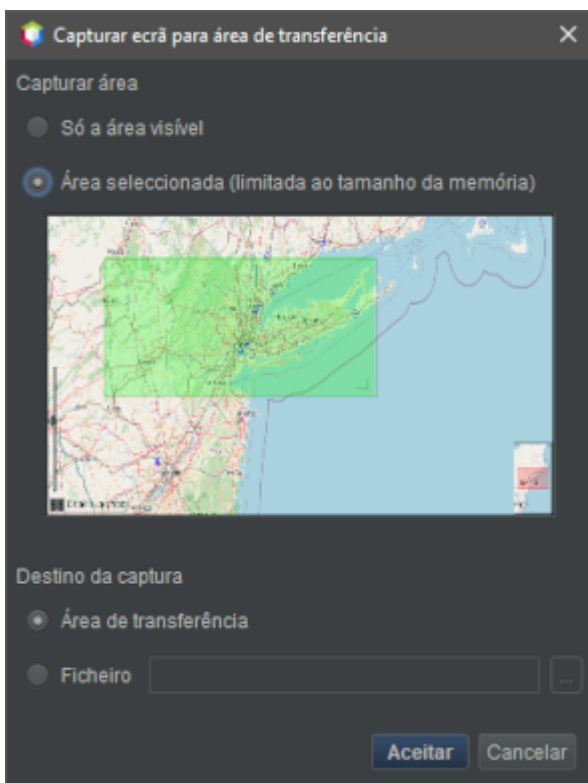 Capturar ecrã para área de transferência
Capturar área
Só a área visível
Área seleccionada (limitada ao tamanho da memória)
Destino da captura
Área de transferência
Ficheiro
...
Aceitar
Cancelar